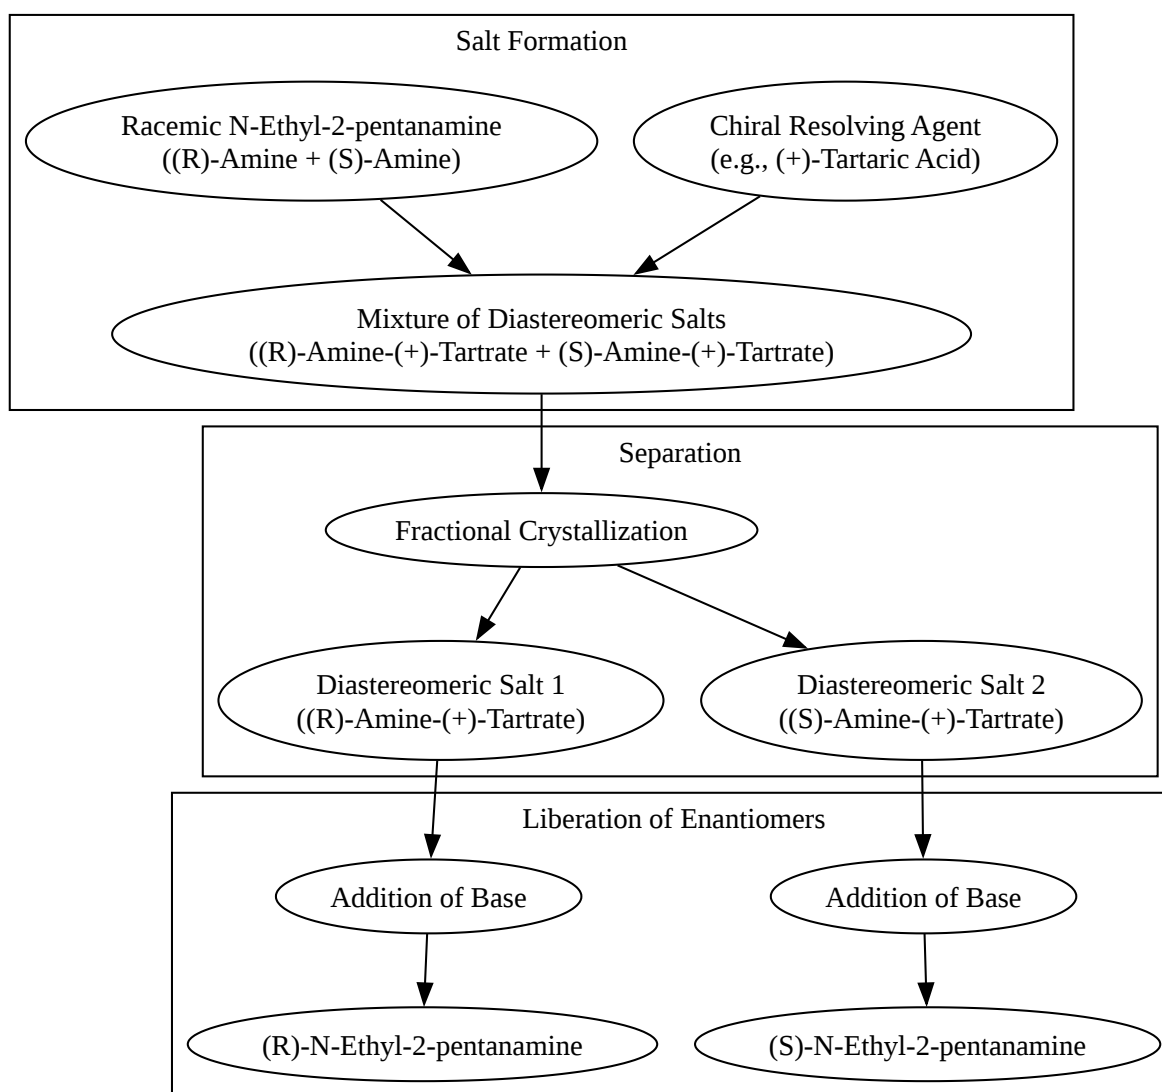 Salt Formation
Racemic N-Ethyl-2-pentanamine
((R)-Amine + (S)-Amine)
Chiral Resolving Agent
(e.g., (+)-Tartaric Acid)
Mixture of Diastereomeric Salts
((R)-Amine-(+)-Tartrate + (S)-Amine-(+)-Tartrate)
Separation
Fractional Crystallization
Diastereomeric Salt 1
((R)-Amine-(+)-Tartrate)
Diastereomeric Salt 2
((S)-Amine-(+)-Tartrate)
Liberation of Enantiomers
Addition of Base
Addition of Base
(R)-N-Ethyl-2-pentanamine
(S)-N-Ethyl-2-pentanamine